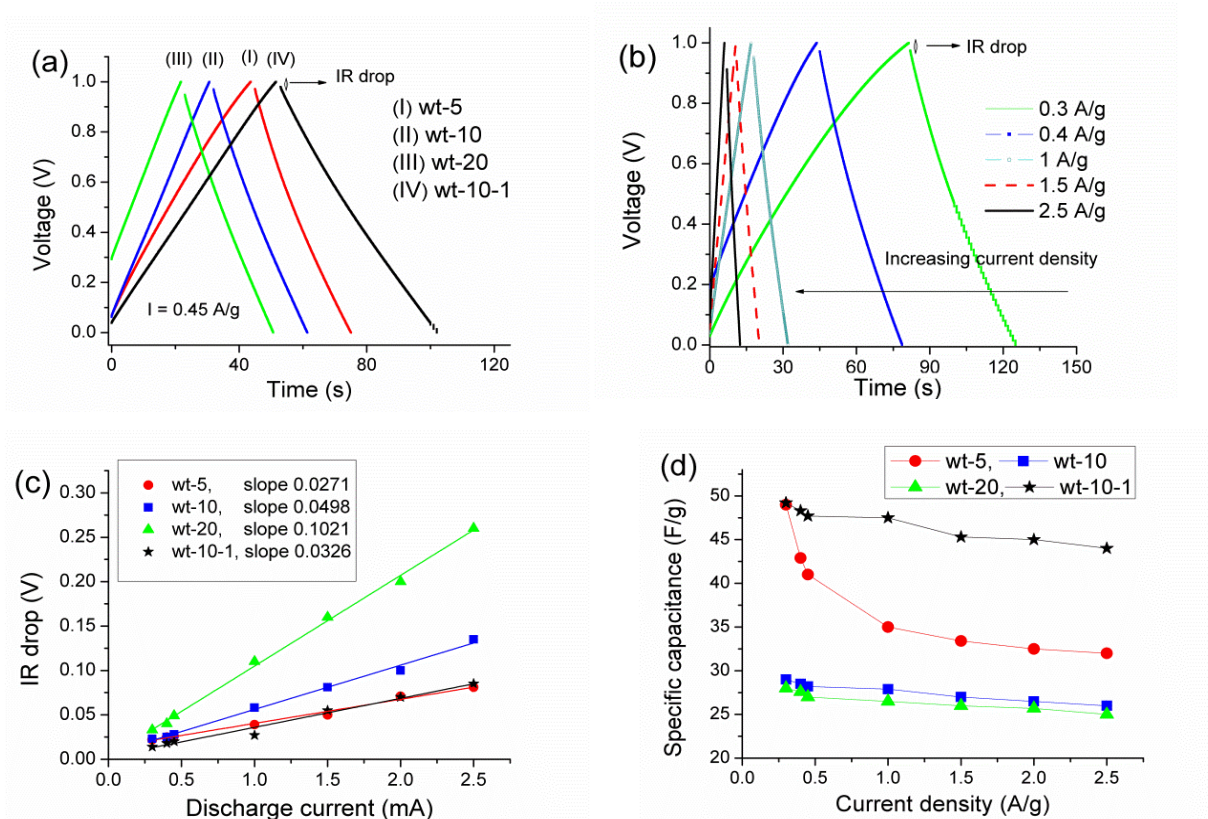 (a)
(III) (II) (I) (IV)
IR drop
(I) wt-5
(II) wt-10
(III) wt-20
(IV) wt-10-1
I = 0.45 A/g
1.0
0.8
0.6
0.4
0.2
0.0
Voltage (V)
0 40 80 120
Time (s)
(b)
IR drop
0.3 A/g
0.4 A/g
1 A/g
1.5 A/g
2.5 A/g
Increasing current density
1.0
0.8
0.6
0.4
0.2
0.0
Voltage (V)
0 30 60 90 120 150
Time (s)
(c)
wt-5, slope 0.0271
wt-10, slope 0.0498
wt-20, slope 0.1021
wt-10-1, slope 0.0326
0.30
0.25
0.20
0.15
0.10
0.05
0.00
IR drop (V)
0.0 0.5 1.0 1.5 2.0 2.5
Discharge current (mA)
(d)
wt-5, wt-10
wt-20, wt-10-1
50
45
40
35
30
25
20
Specific capacitance (F/g)
0.0 0.5 1.0 1.5 2.0 2.5
Current density (A/g)